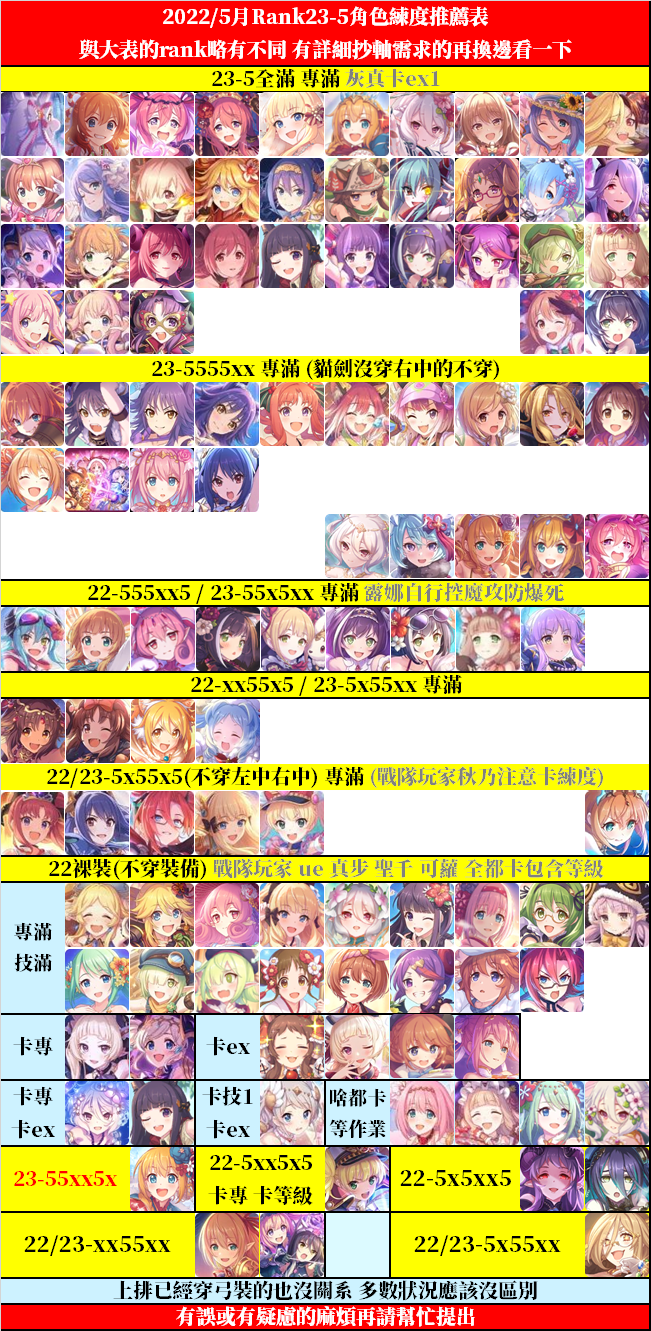 2022/5月Rank23-5角色練度推薦表
與大表的rank略有不同 有詳細抄軸需求的再換邊看一下
23-5全滿 專滿 灰真卡ex1
23-5555xx 專滿 (貓劍沒穿右中的不穿)
22-555xx5 / 23-55x5xx 專滿 露娜自行控魔攻防爆死
22-xx55x5 / 23-5x55xx 專滿
22/23-5x55x5(不穿左中右中) 專滿 (戰隊玩家秋乃注意卡練度)
22裸裝(不穿裝備) 戰隊玩家 ue 真步 聖千 可蘿 全都卡包含等級
專滿
技滿
卡專
卡ex
卡專
卡ex
卡技1
卡ex
啥都卡
等作業
23-55xx5x
22-5xx5x5
卡專 卡等級
22-5x5xx5
22/23-xx55xx
22/23-5x55xx
上排已經穿弓裝的也沒關系 多數狀況應該沒區別
有誤或有疑慮的麻煩再請幫忙提出